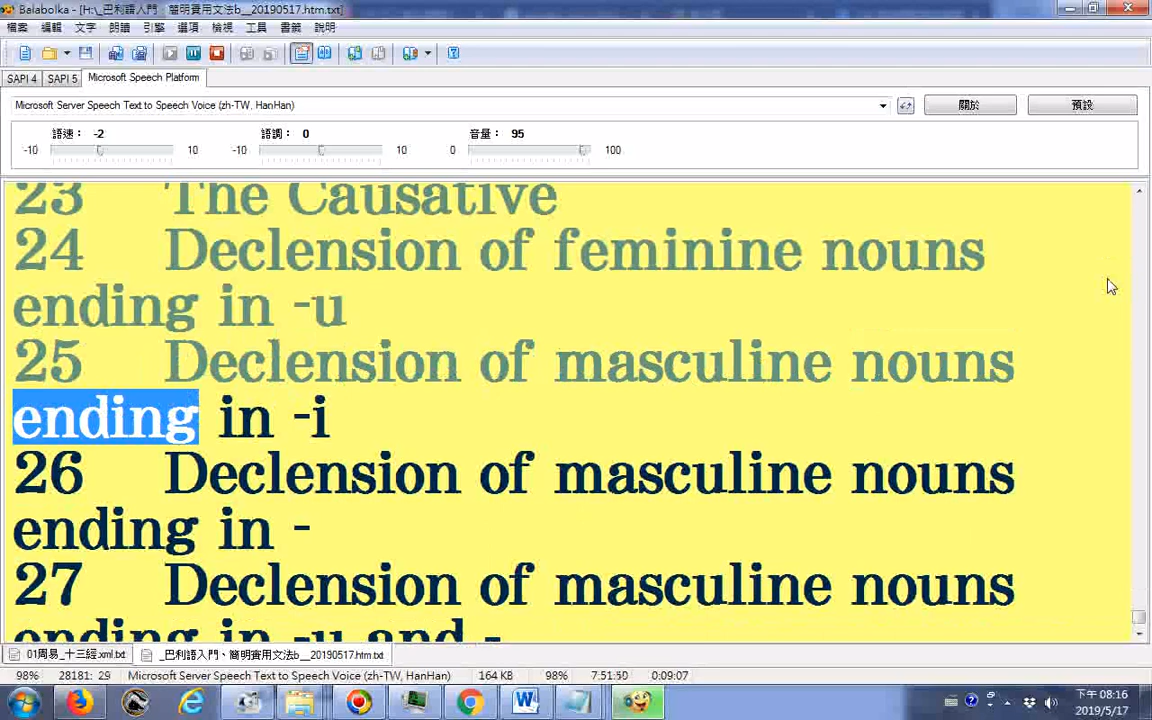 Balabolka - [H:\_巴利語入門、簡明實用文法b__20190517.htm.txt]
檔案 編輯 文字 朗讀 引擎 選項 檢視 工具 書籤 說明
SAPI 4 SAPI 5 Microsoft Speech Platform
Microsoft Server Speech Text to Speech Voice (zh-TW, HanHan) 關於 預設
語速： -2 語調： 0 音量： 95
-10 10 -10 10 0 100
23 The Causative
24 Declension of feminine nouns
ending in -u
25 Declension of masculine nouns
ending in -i
26 Declension of masculine nouns
ending in -
27 Declension of masculine nouns
ending in -u and -
01周易_十三經.xml.txt _巴利語入門、簡明實用文法b__20190517.htm.txt
98% 28181: 29 Microsoft Server Speech Text to Speech Voice (zh-TW, HanHan) 164 KB 98% 7:51:50 0:09:07
下午 08:16
2019/5/17